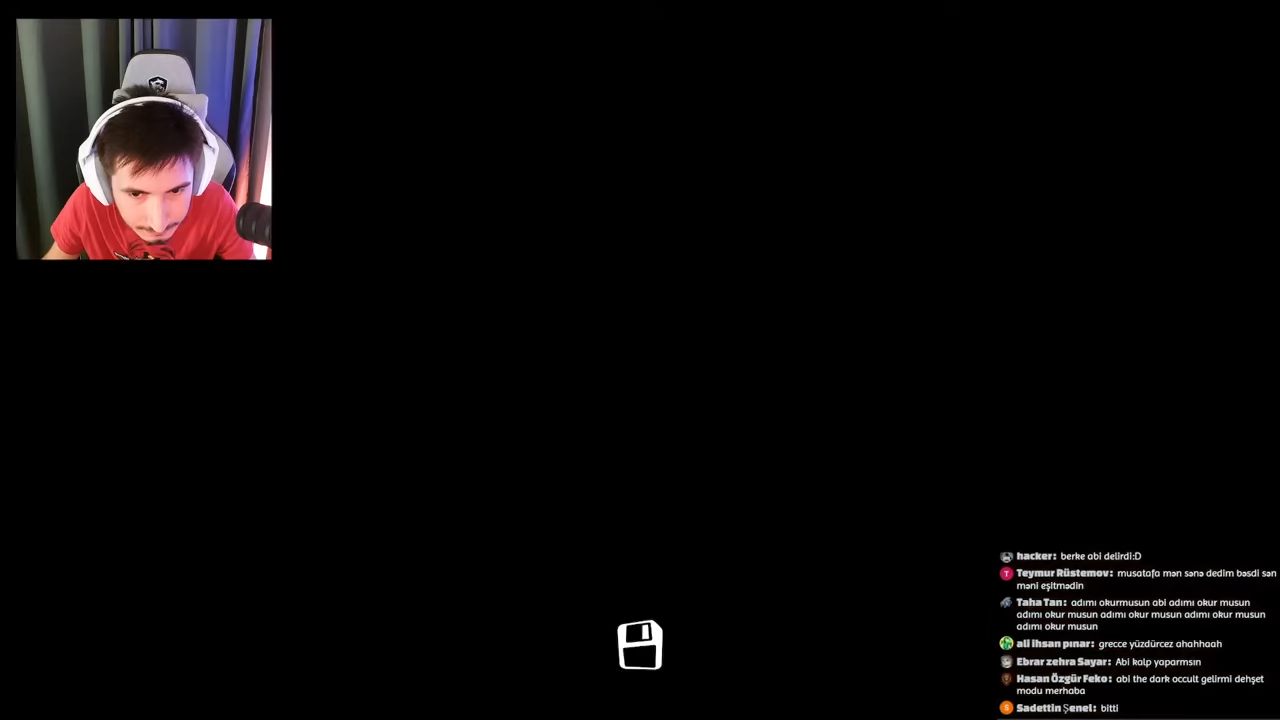 hacker: berke abi delirdi:D
Teymur Rüstemov: musatafa mən sənə dedim bəsdi sən
məni eşitmədin
Taha Tan: adımı okurmusun abi adımı okur musun
adımı okur musun adımı okur musun adımı okur musun
adımı okur musun
ali ihsan pınar: grecce yüzdürcez ahahhaah
Ebrar zehra Sayar: Abi kalp yaparmsın
Hasan Özgür Feko: abi the dark occult gelirmi dehşet
modu merhaba
S Sadettin Şenel: bitti